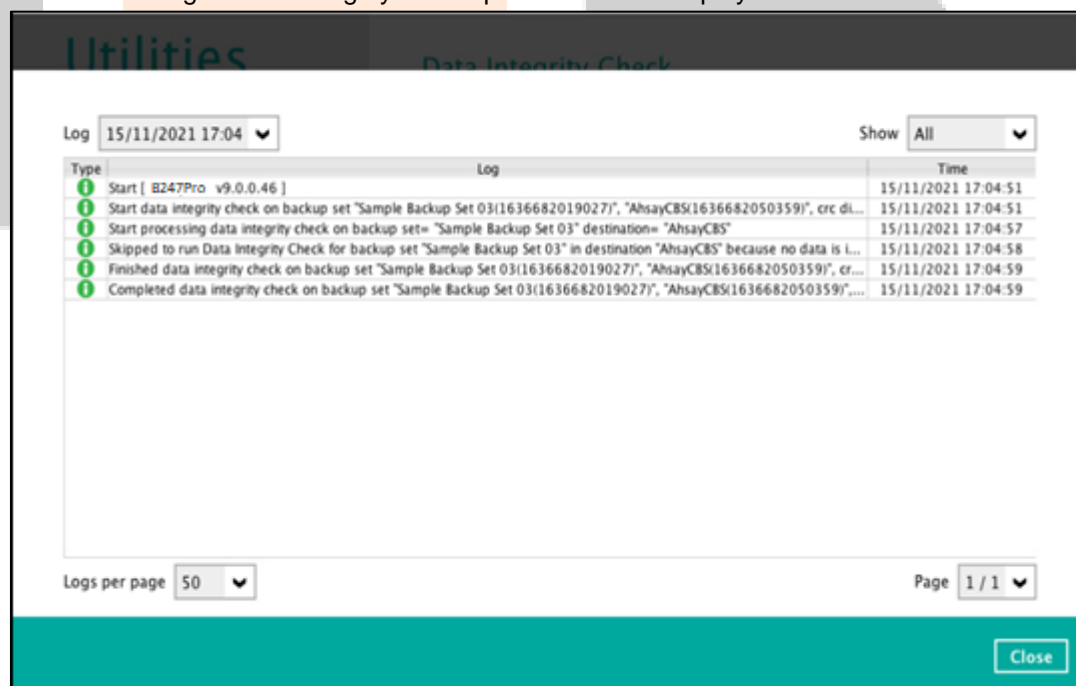 Utilities
Data Integrity Check
Log 15/11/2021 17:04 Show All
Type Log Time
Start [ B247Pro v9.0.0.46 ] 15/11/2021 17:04:51
Start data integrity check on backup set "Sample Backup Set 03(1636682019027)", "AhsayCBS(1636682050359)", crc di... 15/11/2021 17:04:51
Start processing data integrity check on backup set= "Sample Backup Set 03" destination= "AhsayCBS" 15/11/2021 17:04:57
Skipped to run Data Integrity Check for backup set "Sample Backup Set 03" in destination "AhsayCBS" because no data is i... 15/11/2021 17:04:58
Finished data integrity check on backup set "Sample Backup Set 03(1636682019027)", "AhsayCBS(1636682050359)", cr... 15/11/2021 17:04:59
Completed data integrity check on backup set "Sample Backup Set 03(1636682019027)", "AhsayCBS(1636682050359)",... 15/11/2021 17:04:59
Logs per page 50 Page 1 / 1
Close